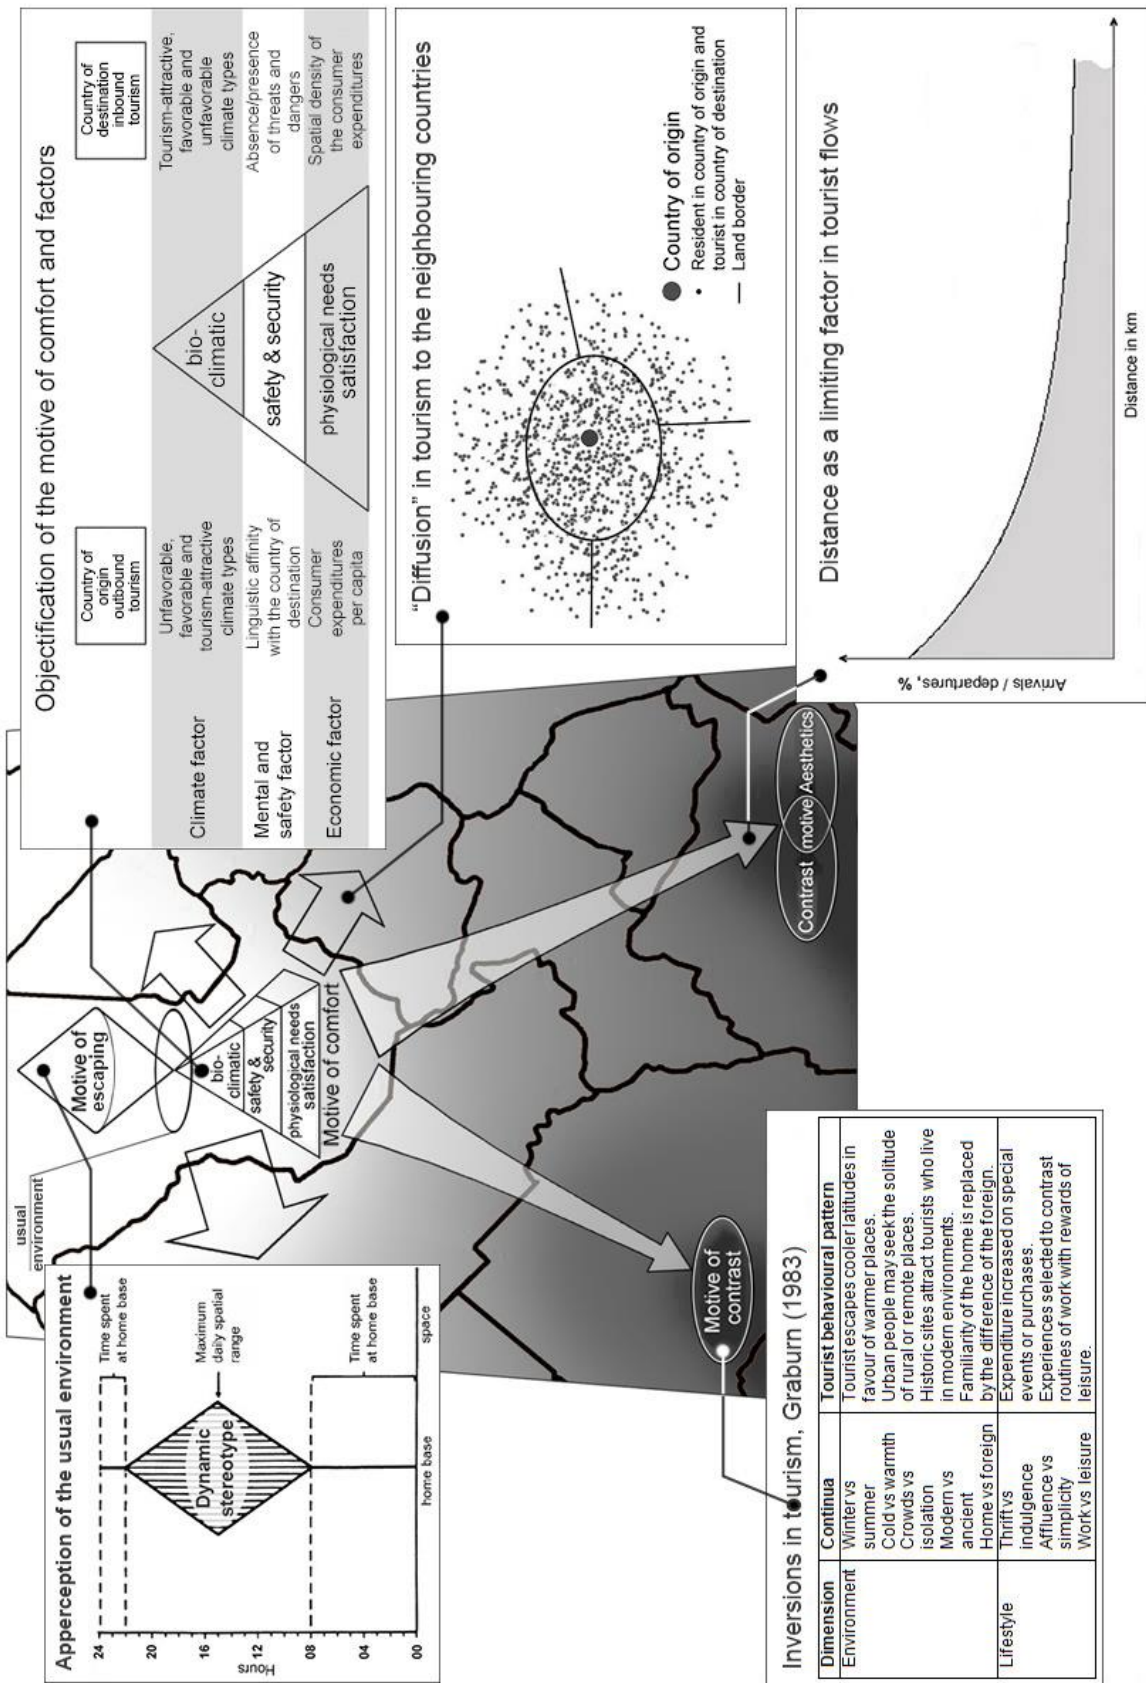 Apperception of the usual environment
24
20
16
12
08
04
00
Hours
Time spent
at home base
Maximum
daily spatial
range
Dynamic
stereotype
Time spent
at home base
home base
space
usual
environment
Motive of
escaping
bio-
climatic
safety &
security
physiological needs
satisfaction
Motive of comfort
Objectification of the motive of comfort and factors
Country of
origin
outbound
tourism
Country of
destination
inbound
tourism
Climate factor
Unfavorable,
favorable and
tourism-attractive
climate types
bio-
climatic
Tourism-attractive,
favorable and
unfavorable
climate types
Mental and
safety factor
Linguistic affinity
with the country of
destination
safety & security
Absence/presence
of threats and
dangers
Economic factor
Consumer
expenditures
per capita
physiological needs
satisfaction
Spatial density of
the consumer
expenditures
"Diffusion" in tourism to the neighbouring countries
Country of origin
Resident in country of origin and
tourist in country of destination
Land border
Motive of
contrast
Contrast
motive
Aesthetics
Inversions in tourism, Graburn (1983)
Dimension Continua Tourist behavioural pattern
Environment Winter vs Tourist escapes cooler latitudes in
summer favour of warmer places.
Cold vs warmth Urban people may seek the solitude
Crowds vs of rural or remote places.
isolation Historic sites attract tourists who live
Modern vs in modern environments.
ancient Familiarity of the home is replaced
Home vs foreign by the difference of the foreign.
Lifestyle Thrift vs Expenditure increased on special
indulgence events or purchases.
Affluence vs Experiences selected to contrast
simplicity routines of work with rewards of
Work vs leisure leisure.
Distance as a limiting factor in tourist flows
Arrivals / departures, %
Distance in km